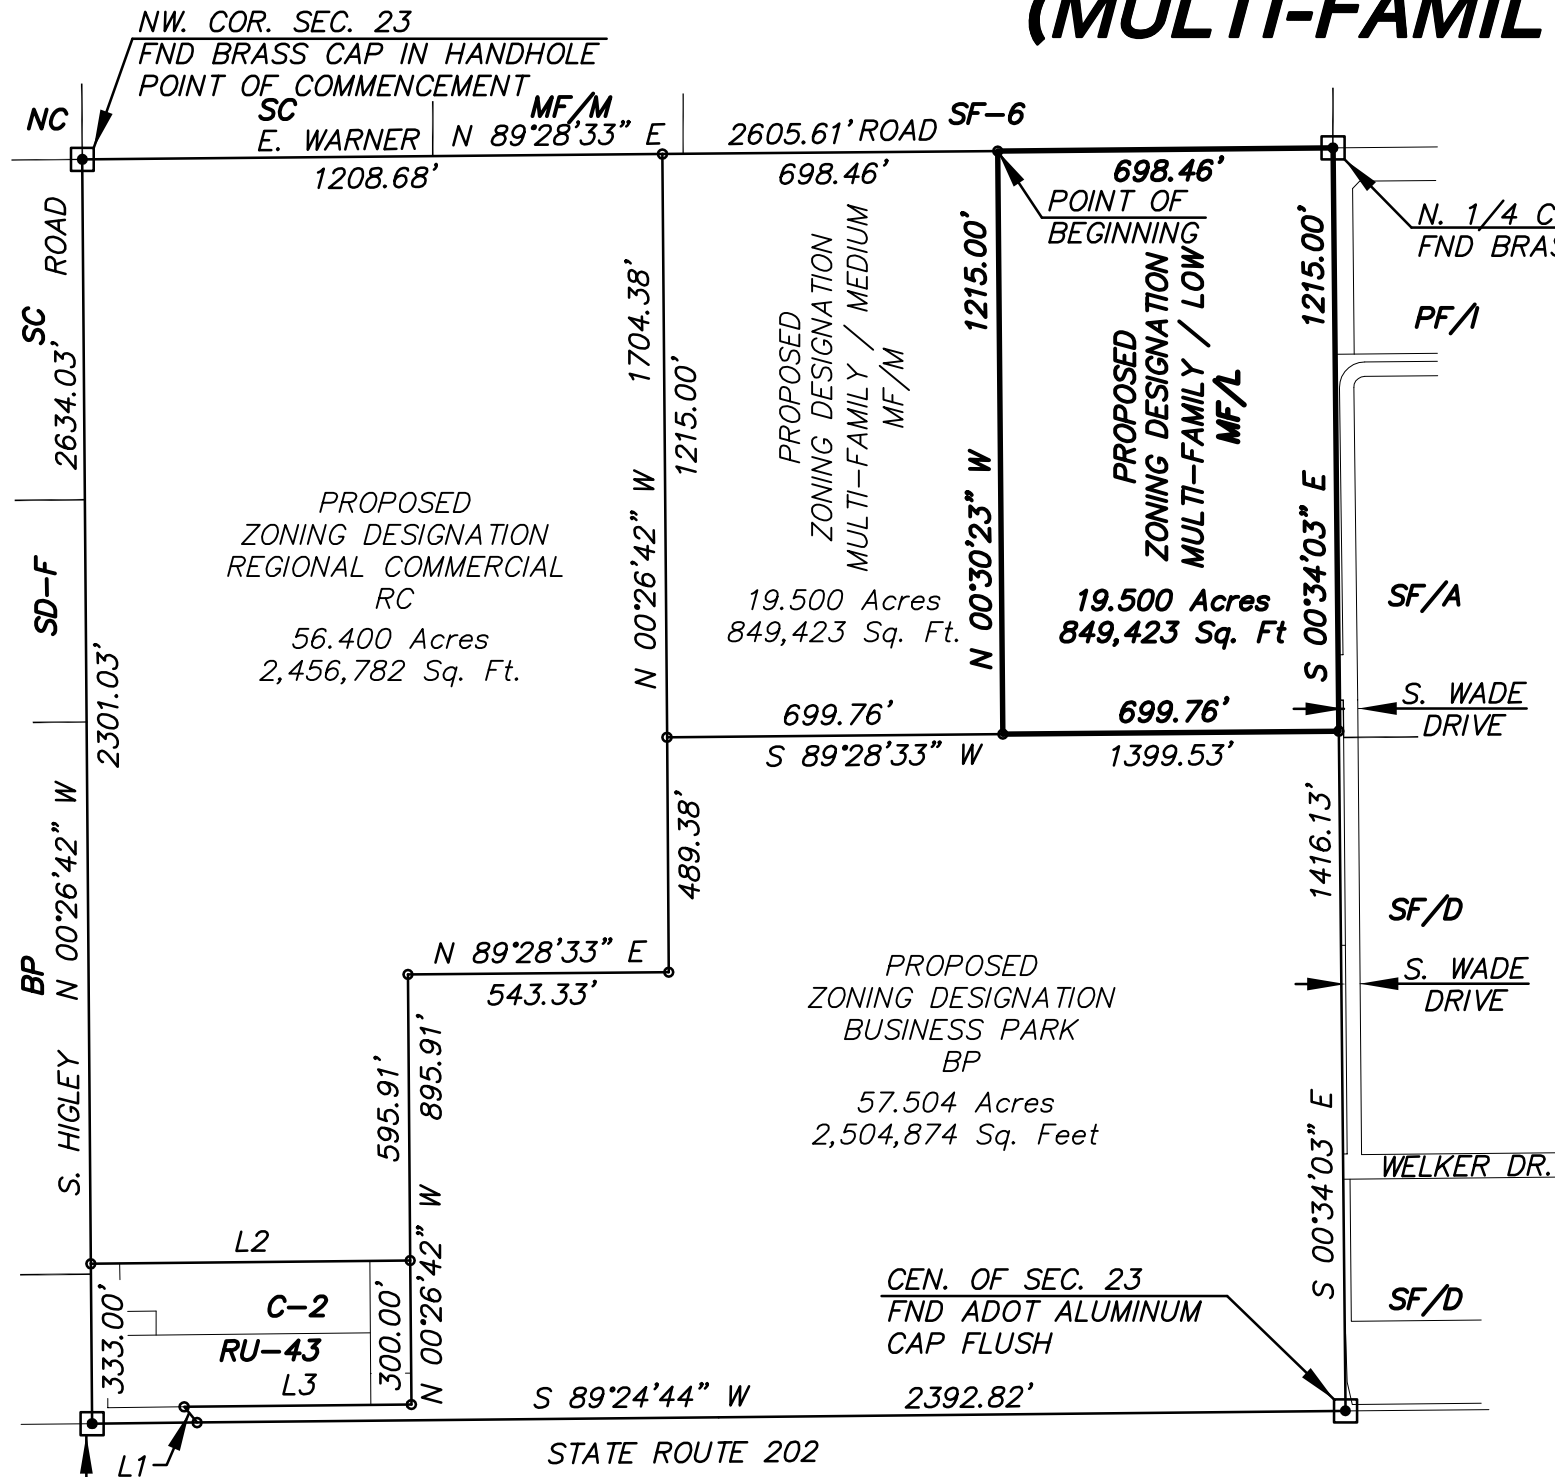 (MULTI-FAMIL
NW. COR. SEC. 23
FND BRASS CAP IN HANDHOLE
POINT OF COMMENCEMENT
NC
SC
MF/M
SF-6
E. WARNER
N 89°28'33" E
2605.61' ROAD
1208.68'
698.46'
698.46'
POINT OF
BEGINNING
N. 1/4 C
FND BRAS
PF/I
SC
ROAD
2634.03'
1704.38'
1215.00'
1215.00'
1215.00'
PROPOSED
ZONING DESIGNATION
MULTI-FAMILY / MEDIUM
MF/M
19.500 Acres
849,423 Sq. Ft.
PROPOSED
ZONING DESIGNATION
MULTI-FAMILY / LOW
MF/L
19.500 Acres
849,423 Sq. Ft
PROPOSED
ZONING DESIGNATION
REGIONAL COMMERCIAL
RC
56.400 Acres
2,456,782 Sq. Ft.
N 00°26'42" W
N 00°30'23" W
S 00°34'03" E
SD-F
SF/A
2301.03'
699.76'
699.76'
S 89°28'33" W
1399.53'
S. WADE
DRIVE
489.38'
1416.13'
SF/D
BP
N 00°26'42" W
S. HIGLEY
N 89°28'33" E
543.33'
PROPOSED
ZONING DESIGNATION
BUSINESS PARK
BP
57.504 Acres
2,504,874 Sq. Feet
S. WADE
DRIVE
595.91'
895.91'
N 00°26'42" W
S 00°34'03" E
WELKER DR.
L2
C-2
RU-43
L3
333.00'
300.00'
CEN. OF SEC. 23
FND ADOT ALUMINUM
CAP FLUSH
SF/D
S 89°24'44" W
2392.82'
L1
STATE ROUTE 202